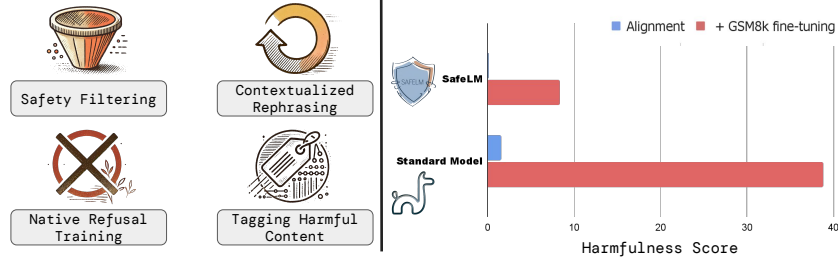 Safety Filtering
Contextualized
Rephrasing
Native Refusal
Training
Tagging Harmful
Content
Alignment
+ GSM8k fine-tuning
SAFELM
SafeLM
Standard Model
0
10
20
30
40
Harmfulness Score